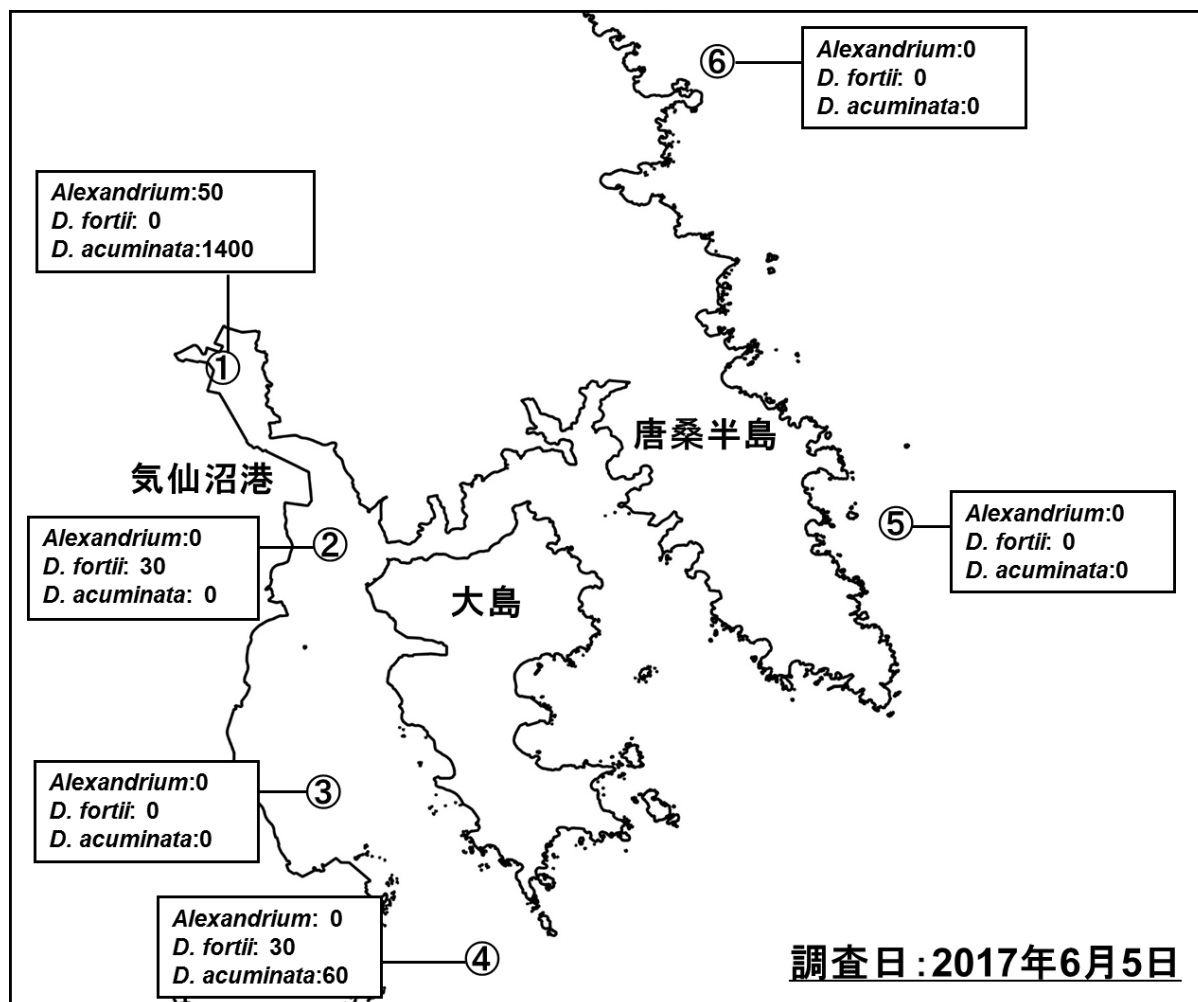 ⑥
Alexandrium:0
D. fortii: 0
D. acuminata:0
Alexandrium:50
D. fortii: 0
D. acuminata:1400
①
唐桑半島
気仙沼港
Alexandrium:0
D. fortii: 30
D. acuminata: 0
②
⑤
Alexandrium:0
D. fortii: 0
D. acuminata:0
大島
Alexandrium:0
D. fortii: 0
D. acuminata:0
③
Alexandrium: 0
D. fortii: 30
D. acuminata:60
④
調査日:2017年6月5日